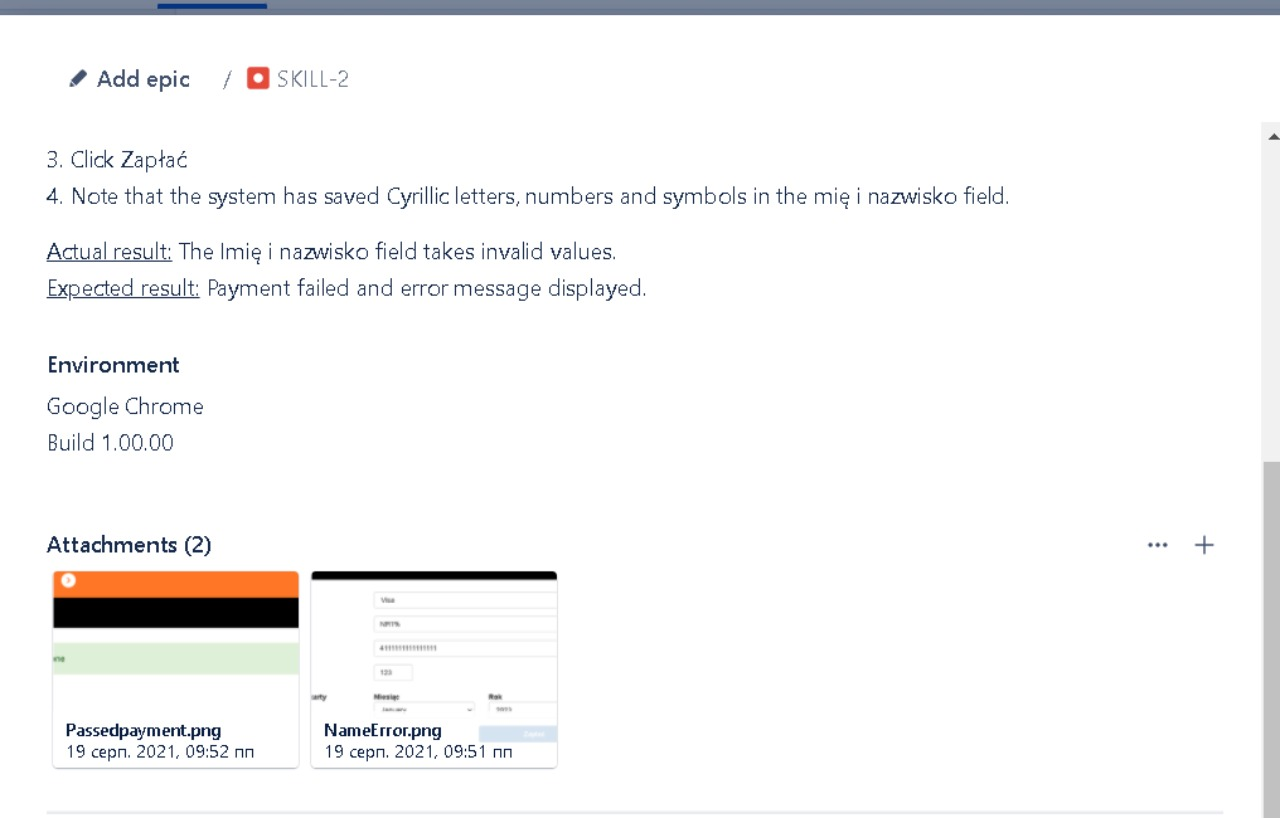 Add epic / SKILL-2
3. Click Zapłać
4. Note that the system has saved Cyrillic letters, numbers and symbols in the mię i nazwisko field.
Actual result: The Imię i nazwisko field takes invalid values.
Expected result: Payment failed and error message displayed.
Environment
Google Chrome
Build 1.00.00
Attachments (2)
Passedpayment.png
19 серп. 2021, 09:52 пп
Visa
123
Miesiąc
Rok
January
NameError.png
19 серп. 2021, 09:51 пп